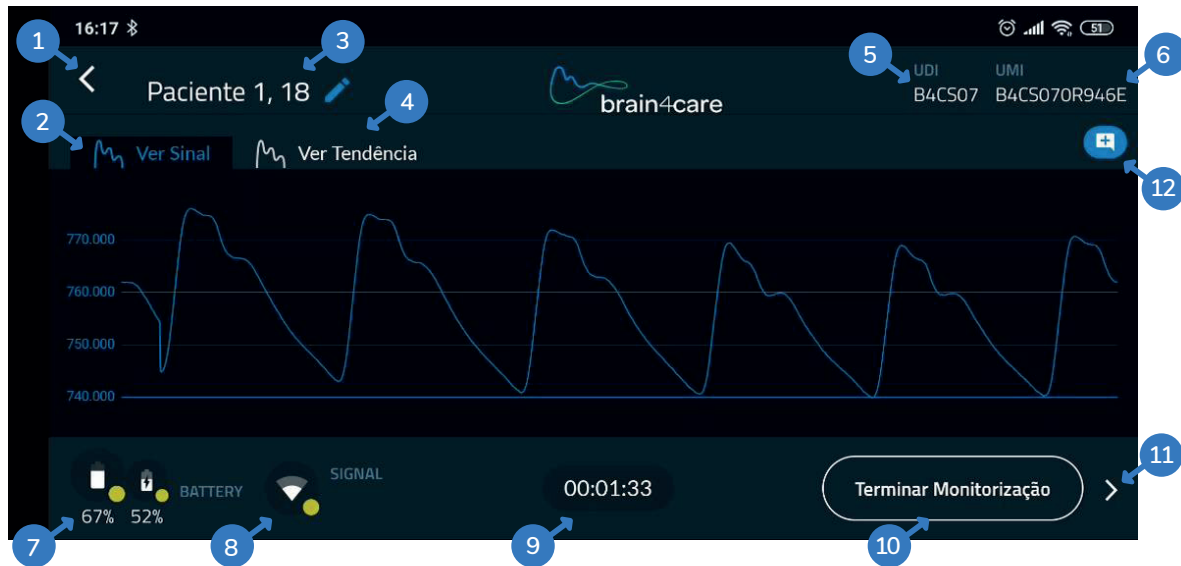 16:17
51
1
3
5
6
Paciente 1, 18
brain4care
UDI
UMI
B4CS07
B4CS070R946E
2
4
Ver Sinal
Ver Tendência
12
770.000
760.000
750.000
740.000
11
BATTERY
SIGNAL
00:01:33
Terminar Monitorização
67%
52%
7
8
9
10